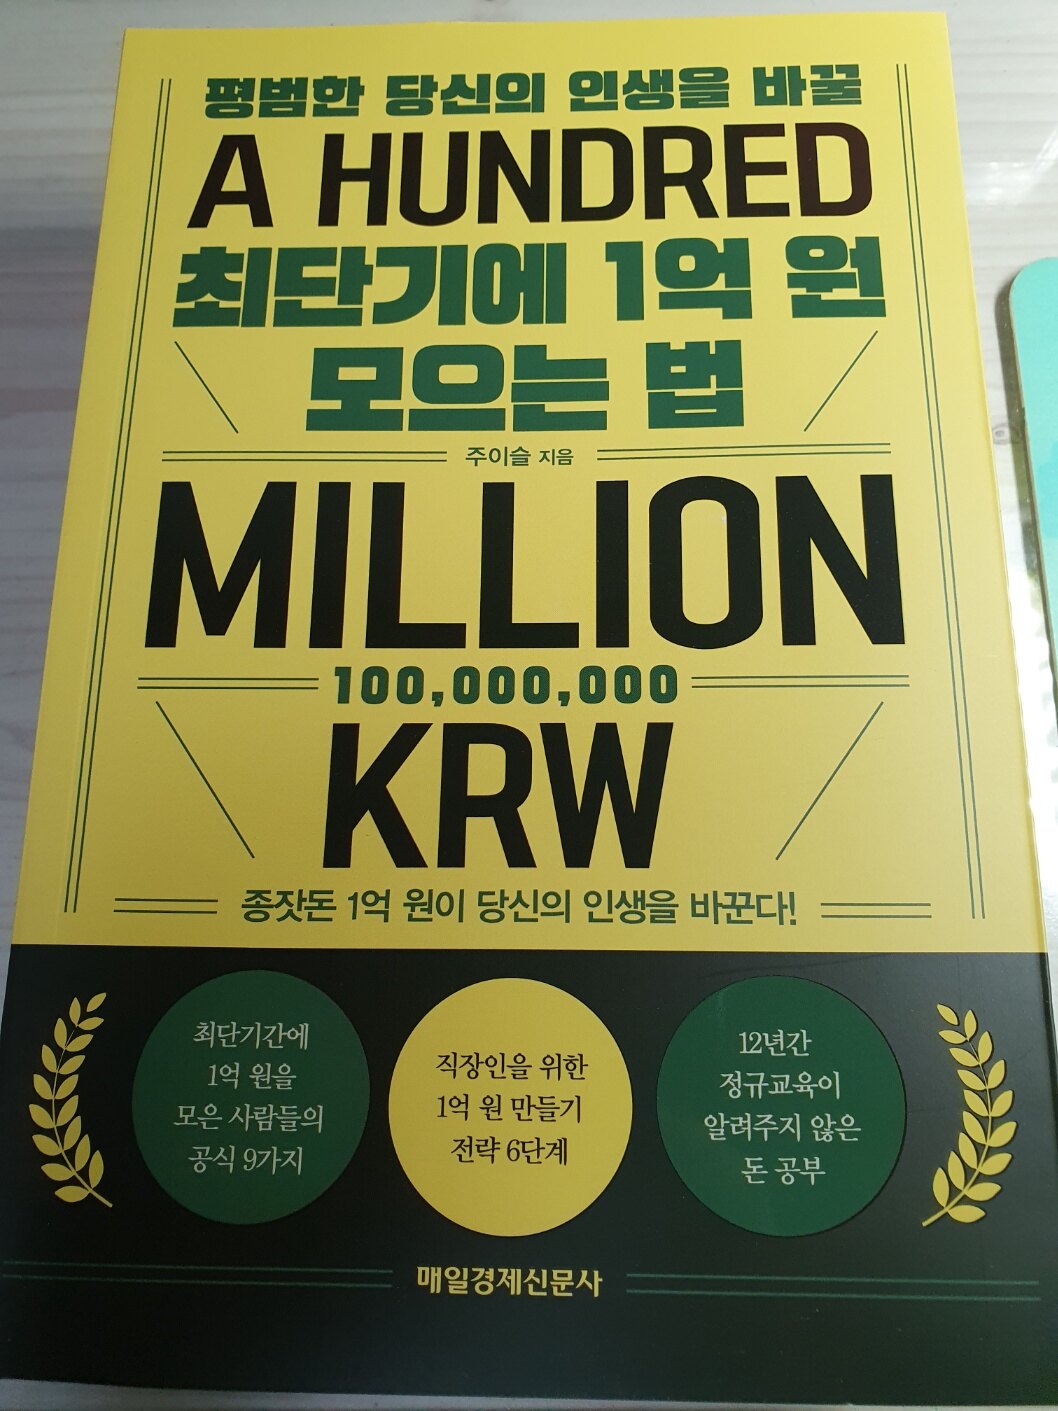 평범한 당신의 인생을 바꿀
A HUNDRED
최단기에 1억 원
모으는 법
주이슬 지음
MILLION
100,000,000
KRW
종잣돈 1억 원이 당신의 인생을 바꾼다!
최단기간에
1억 원을
모은 사람들의
공식 9가지
직장인을 위한
1억 원 만들기
전략 6단계
12년간
정규교육이
알려주지 않은
돈 공부
매일경제신문사